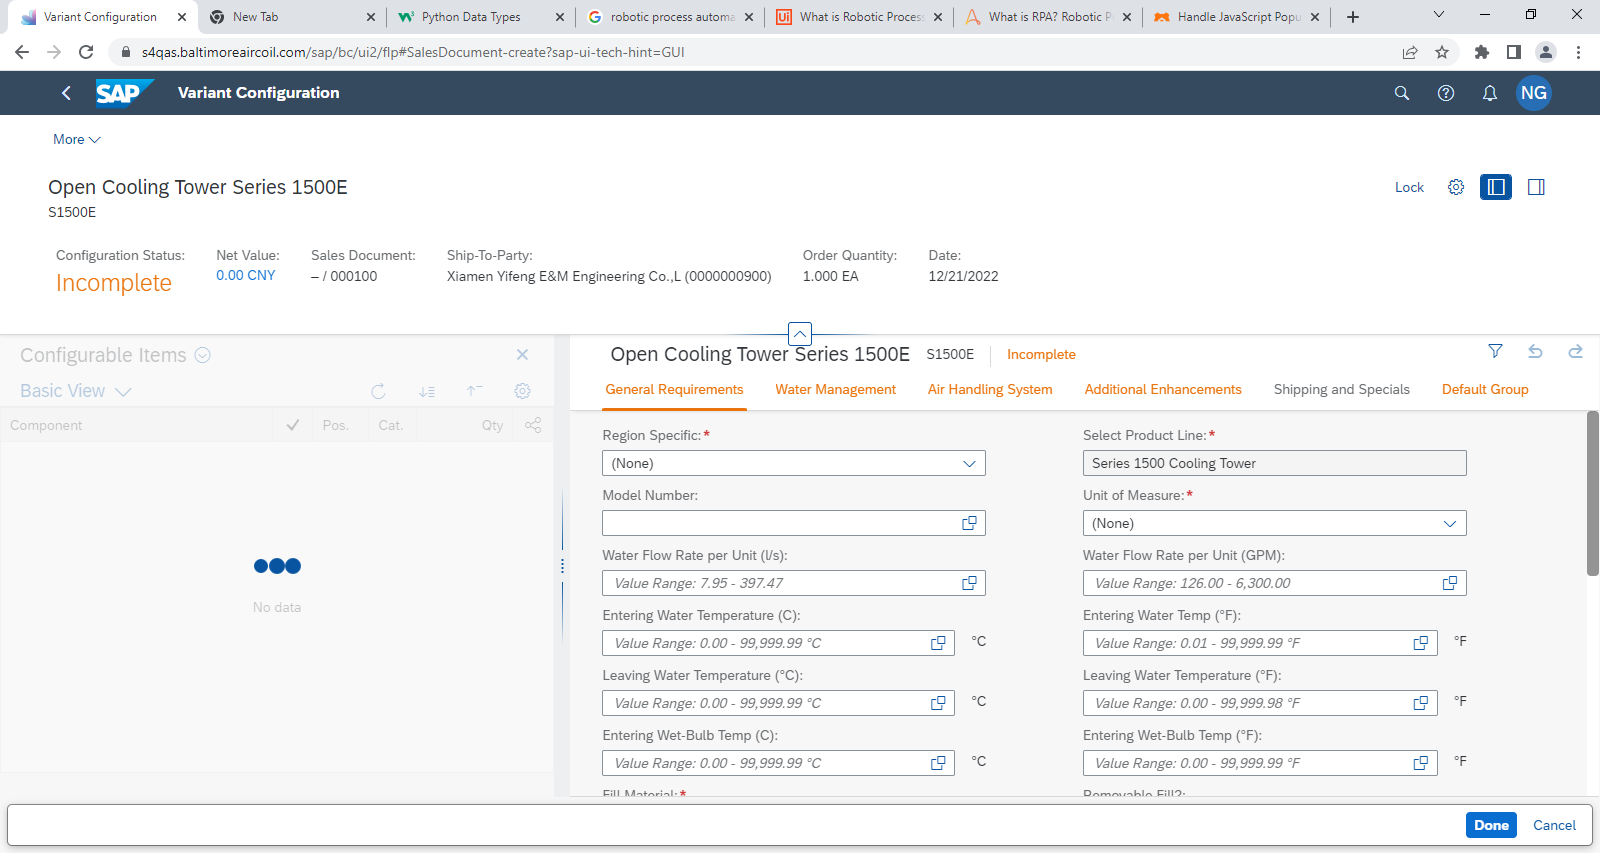 Variant Configuration
New Tab
Python Data Types
robotic process automa
What is Robotic Process
What is RPA? Robotic P
Handle JavaScript Popu
s4qas.baltimoreaircoil.com/sap/bc/ui2/flp#SalesDocument-create?sap-ui-tech-hint=GUI
SAP
Variant Configuration
NG
More
Open Cooling Tower Series 1500E
Lock
S1500E
Configuration Status:
Incomplete
Net Value:
0.00 CNY
Sales Document:
– / 000100
Ship-To-Party:
Xiamen Yifeng E&M Engineering Co.,L (0000000900)
Order Quantity:
1.000 EA
Date:
12/21/2022
Configurable Items
Basic View
Component
Pos.
Cat.
Qty
No data
Open Cooling Tower Series 1500E
S1500E
Incomplete
General Requirements
Water Management
Air Handling System
Additional Enhancements
Shipping and Specials
Default Group
Region Specific:*
(None)
Select Product Line:*
Series 1500 Cooling Tower
Model Number:
Unit of Measure:*
(None)
Water Flow Rate per Unit (l/s):
Value Range: 7.95 - 397.47
Water Flow Rate per Unit (GPM):
Value Range: 126.00 - 6,300.00
Entering Water Temperature (C):
Value Range: 0.00 - 99,999.99 °C
°C
Entering Water Temp (°F):
Value Range: 0.01 - 99,999.99 °F
°F
Leaving Water Temperature (°C):
Value Range: 0.00 - 99,999.99 °C
°C
Leaving Water Temperature (°F):
Value Range: 0.00 - 99,999.98 °F
°F
Entering Wet-Bulb Temp (C):
Value Range: 0.00 - 99,999.99 °C
°C
Entering Wet-Bulb Temp (°F):
Value Range: 0.00 - 99,999.99 °F
°F
Fill Material:*
Removable Fill?:
Done
Cancel